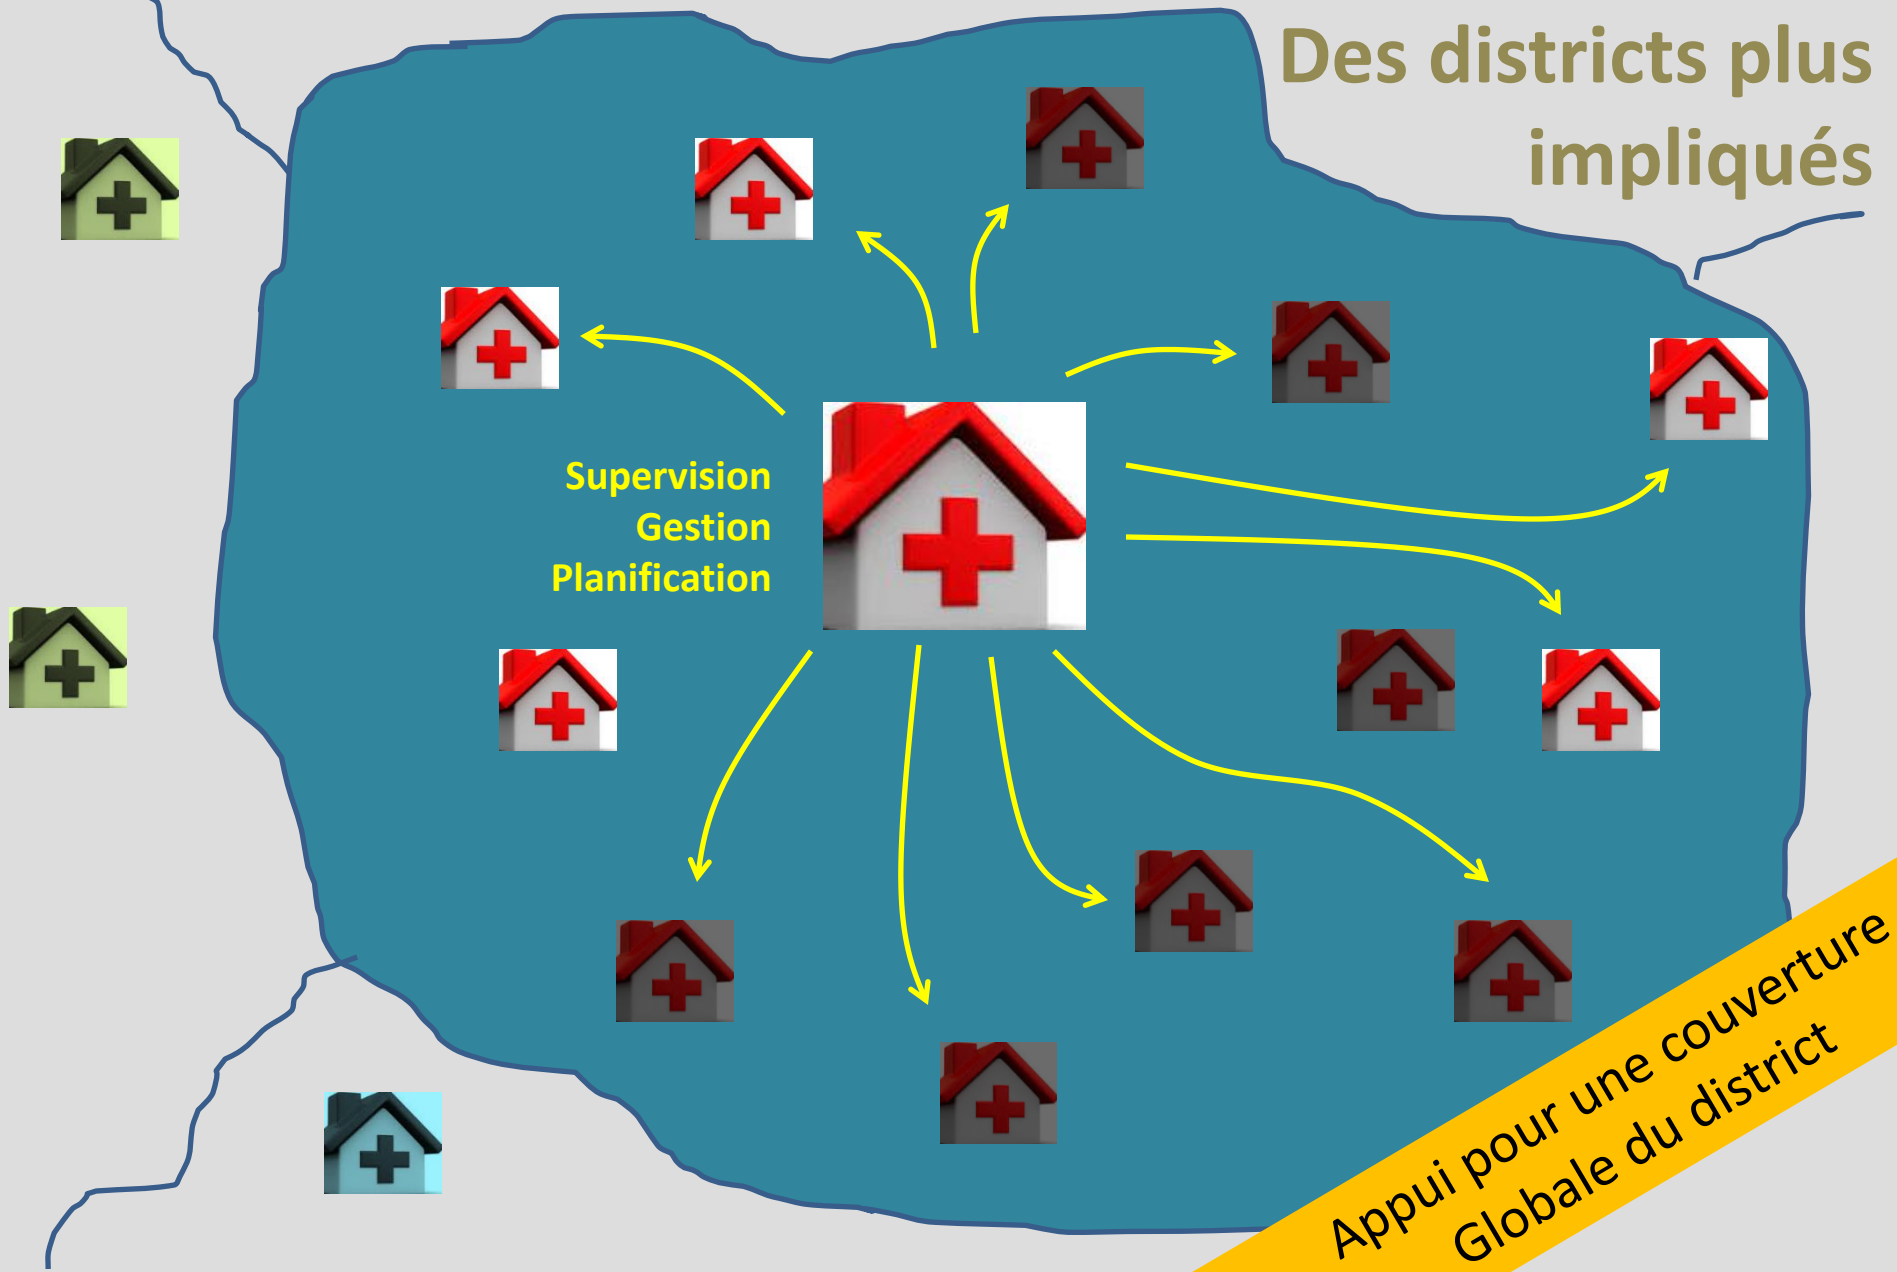 Des districts plus
impliqués
Supervision
Gestion
Planification
Appui pour une couverture
Globale du district